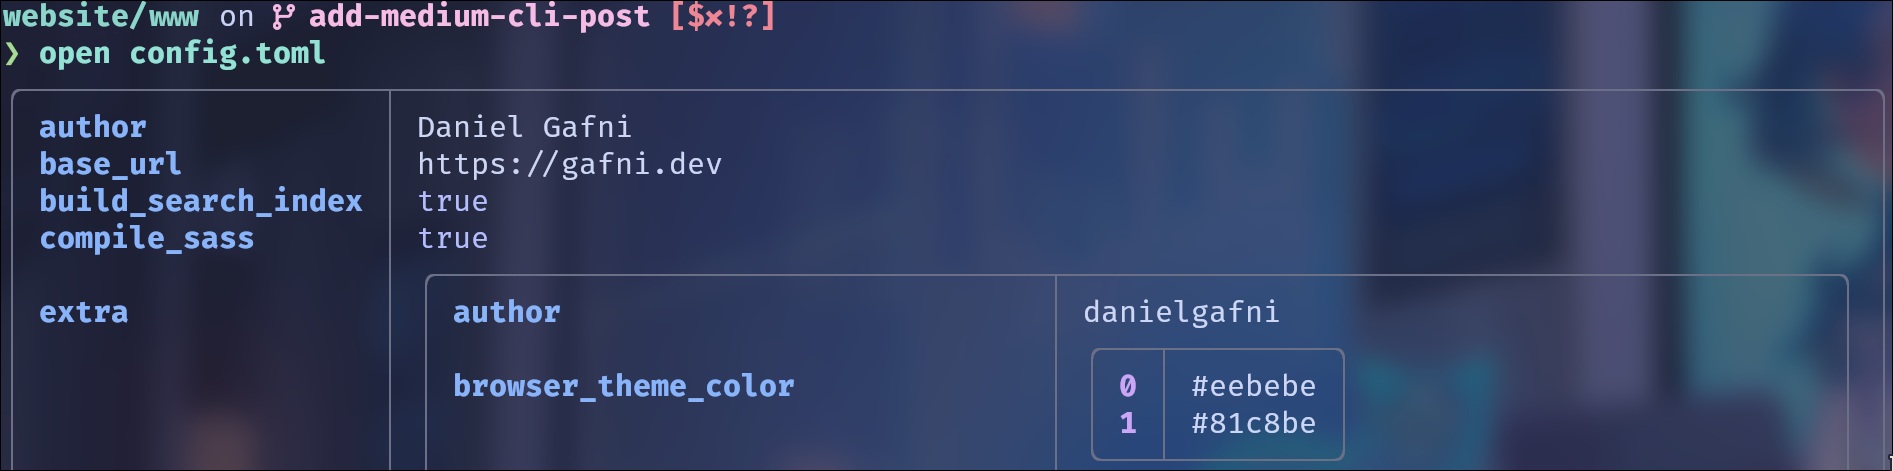 website/www on add-medium-cli-post [$×!?]
❯ open config.toml
author Daniel Gafni
base_url https://gafni.dev
build_search_index true
compile_sass true
extra author danielgafni
browser_theme_color 0 #eebebe
1 #81c8be